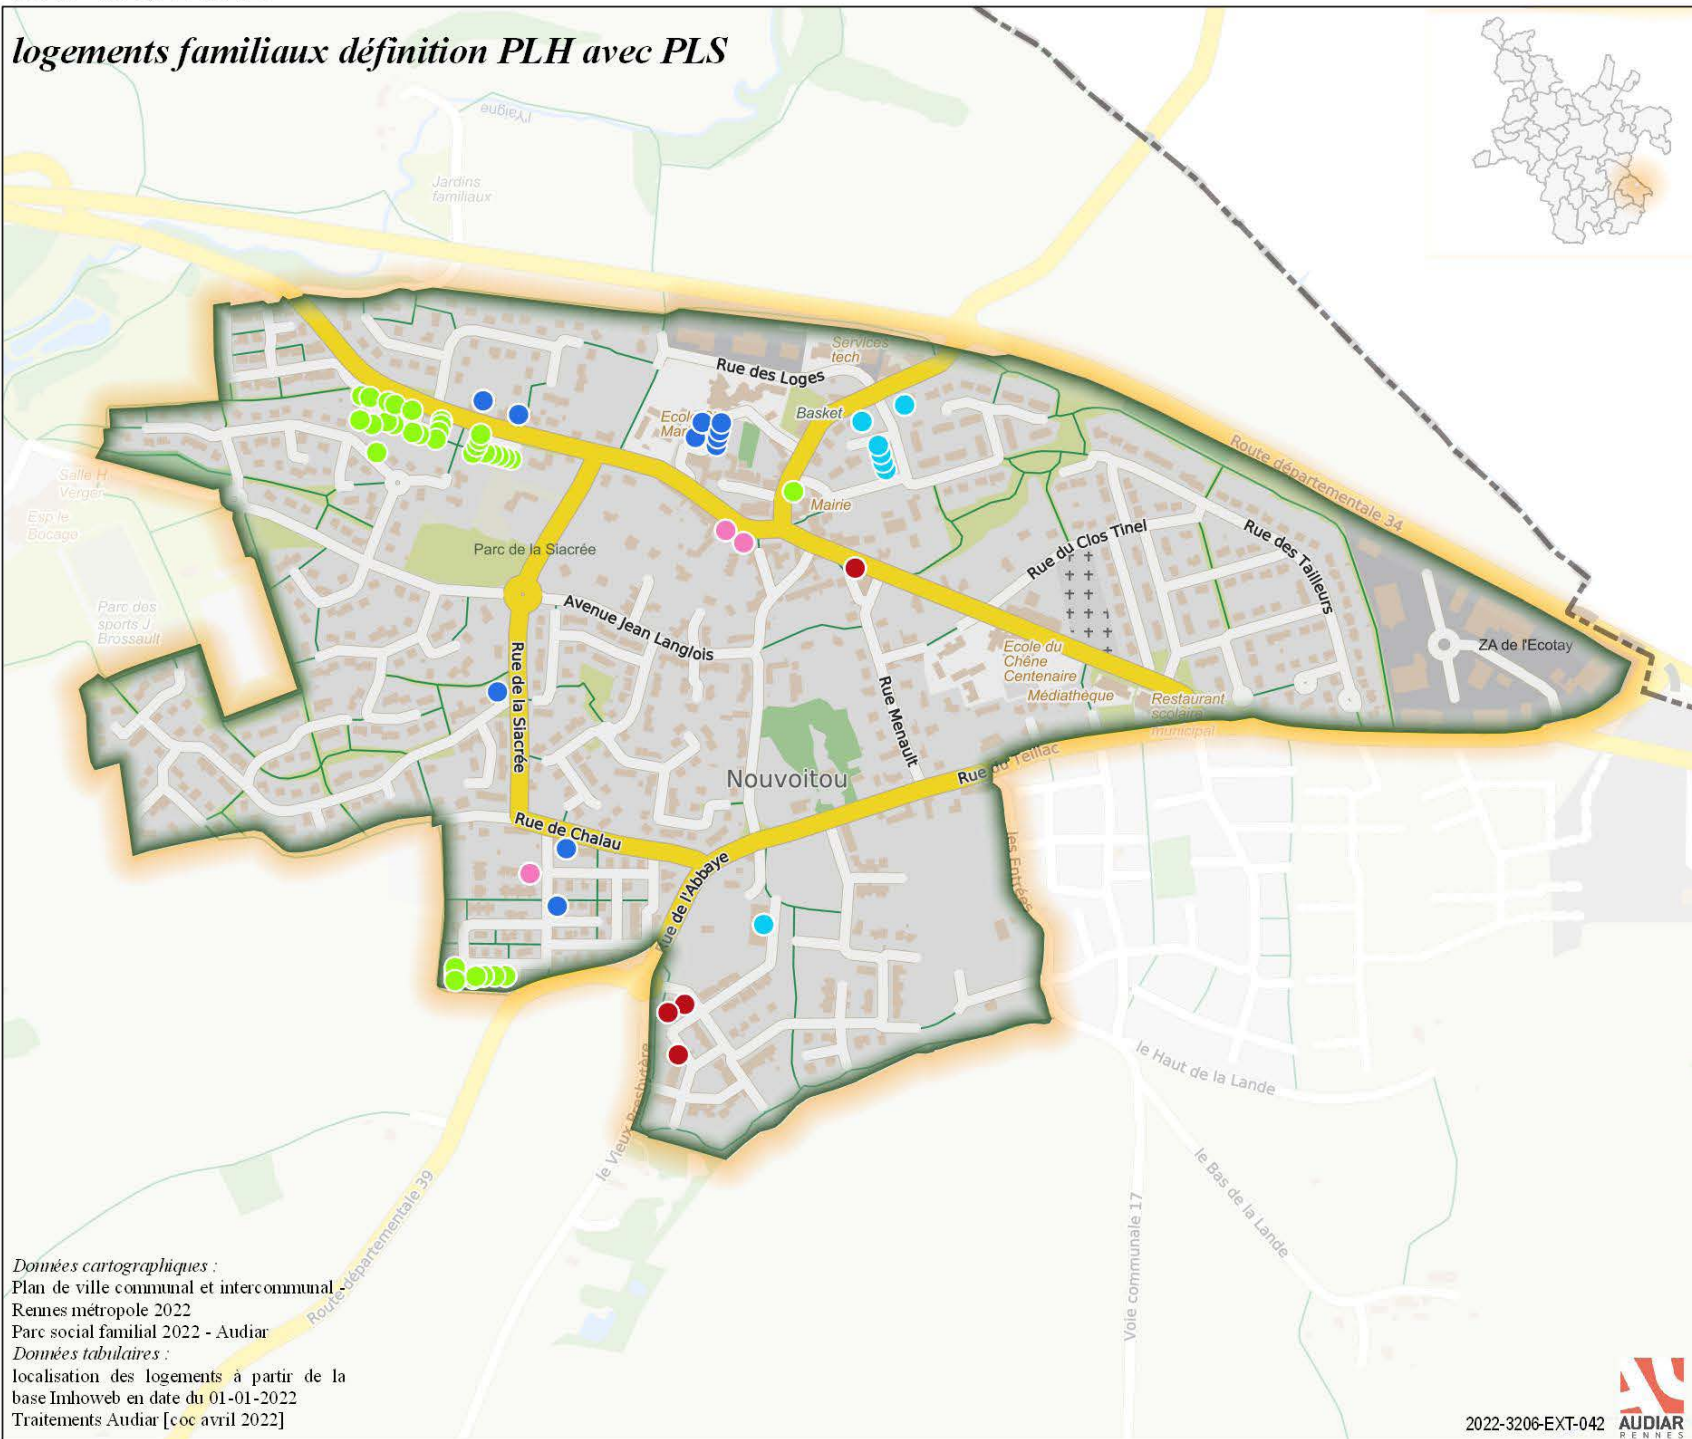 logements familiaux définition PLH avec PLS
l'Yaigne
Jardins
familiaux
Services
tech
Rue des Loges
Basket
Route départementale 34
Salle H
Verger
Esp le
Bocage
Mairie
Parc de la Siacrée
Rue du Clos Tinel
Rue des Tailleurs
Parc des
sports J
Brossault
Avenue Jean Langlois
Rue de la Siacrée
Ecole du
Chêne
Centenaire
Médiathèque
ZA de l'Ecotay
Restaurant
scolaire
municipal
Rue Menault
Nouvoitou
Rue du Teillac
Rue de Chalau
Rue de l'Abbaye
les Entrées
le Haut de la Lande
le Vieux Presbytère
le Bas de la Lande
Route départementale 39
Voie communale 17
Données cartographiques :
Plan de ville communal et intercommunal -
Rennes métropole 2022
Parc social familial 2022 - Audiar
Données tabulaires :
localisation des logements à partir de la
base Imhoweb en date du 01-01-2022
Traitements Audiar [coc avril 2022]
2022-3206-EXT-042
AUDIAR
RENNES